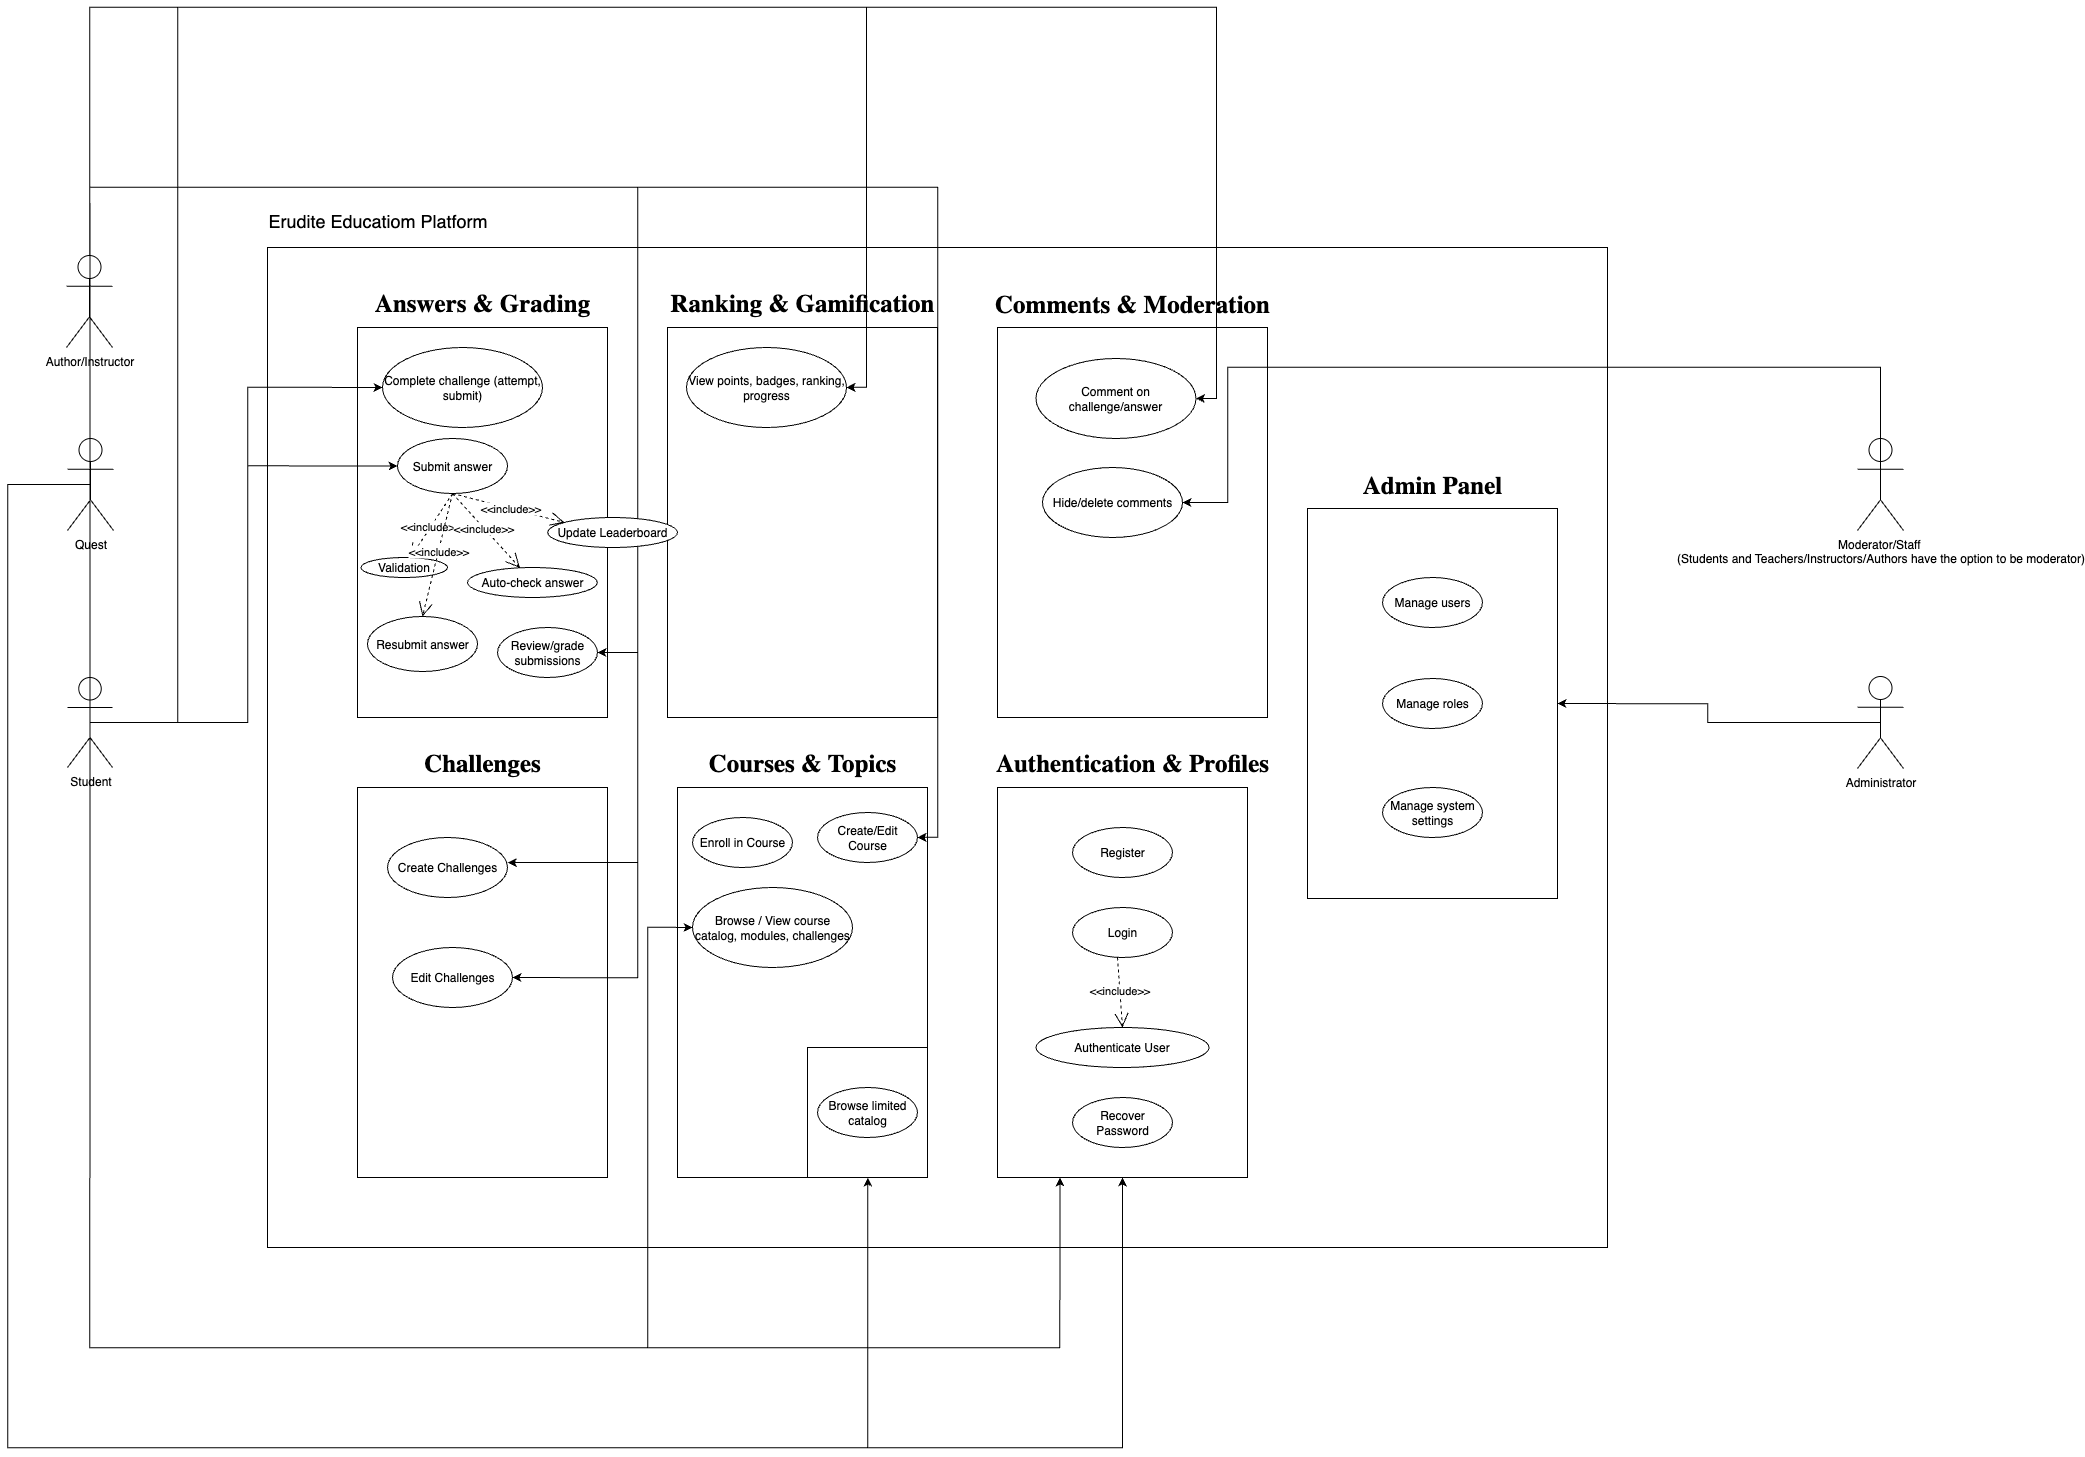 Erudite Educatiom Platform
Author/Instructor
Quest
Student
Answers & Grading
Complete challenge (attempt,
submit)
Submit answer
<<include>>
<<include>>
<<include>>
<<include>>
Update Leaderboard
Validation
Auto-check answer
Resubmit answer
Review/grade
submissions
Ranking & Gamification
View points, badges, ranking,
progress
Comments & Moderation
Comment on
challenge/answer
Hide/delete comments
Admin Panel
Manage users
Manage roles
Manage system
settings
Moderator/Staff
(Students and Teachers/Instructors/Authors have the option to be moderator)
Administrator
Challenges
Create Challenges
Edit Challenges
Courses & Topics
Enroll in Course
Create/Edit
Course
Browse / View course
catalog, modules, challenges
Browse limited
catalog
Authentication & Profiles
Register
Login
<<include>>
Authenticate User
Recover
Password